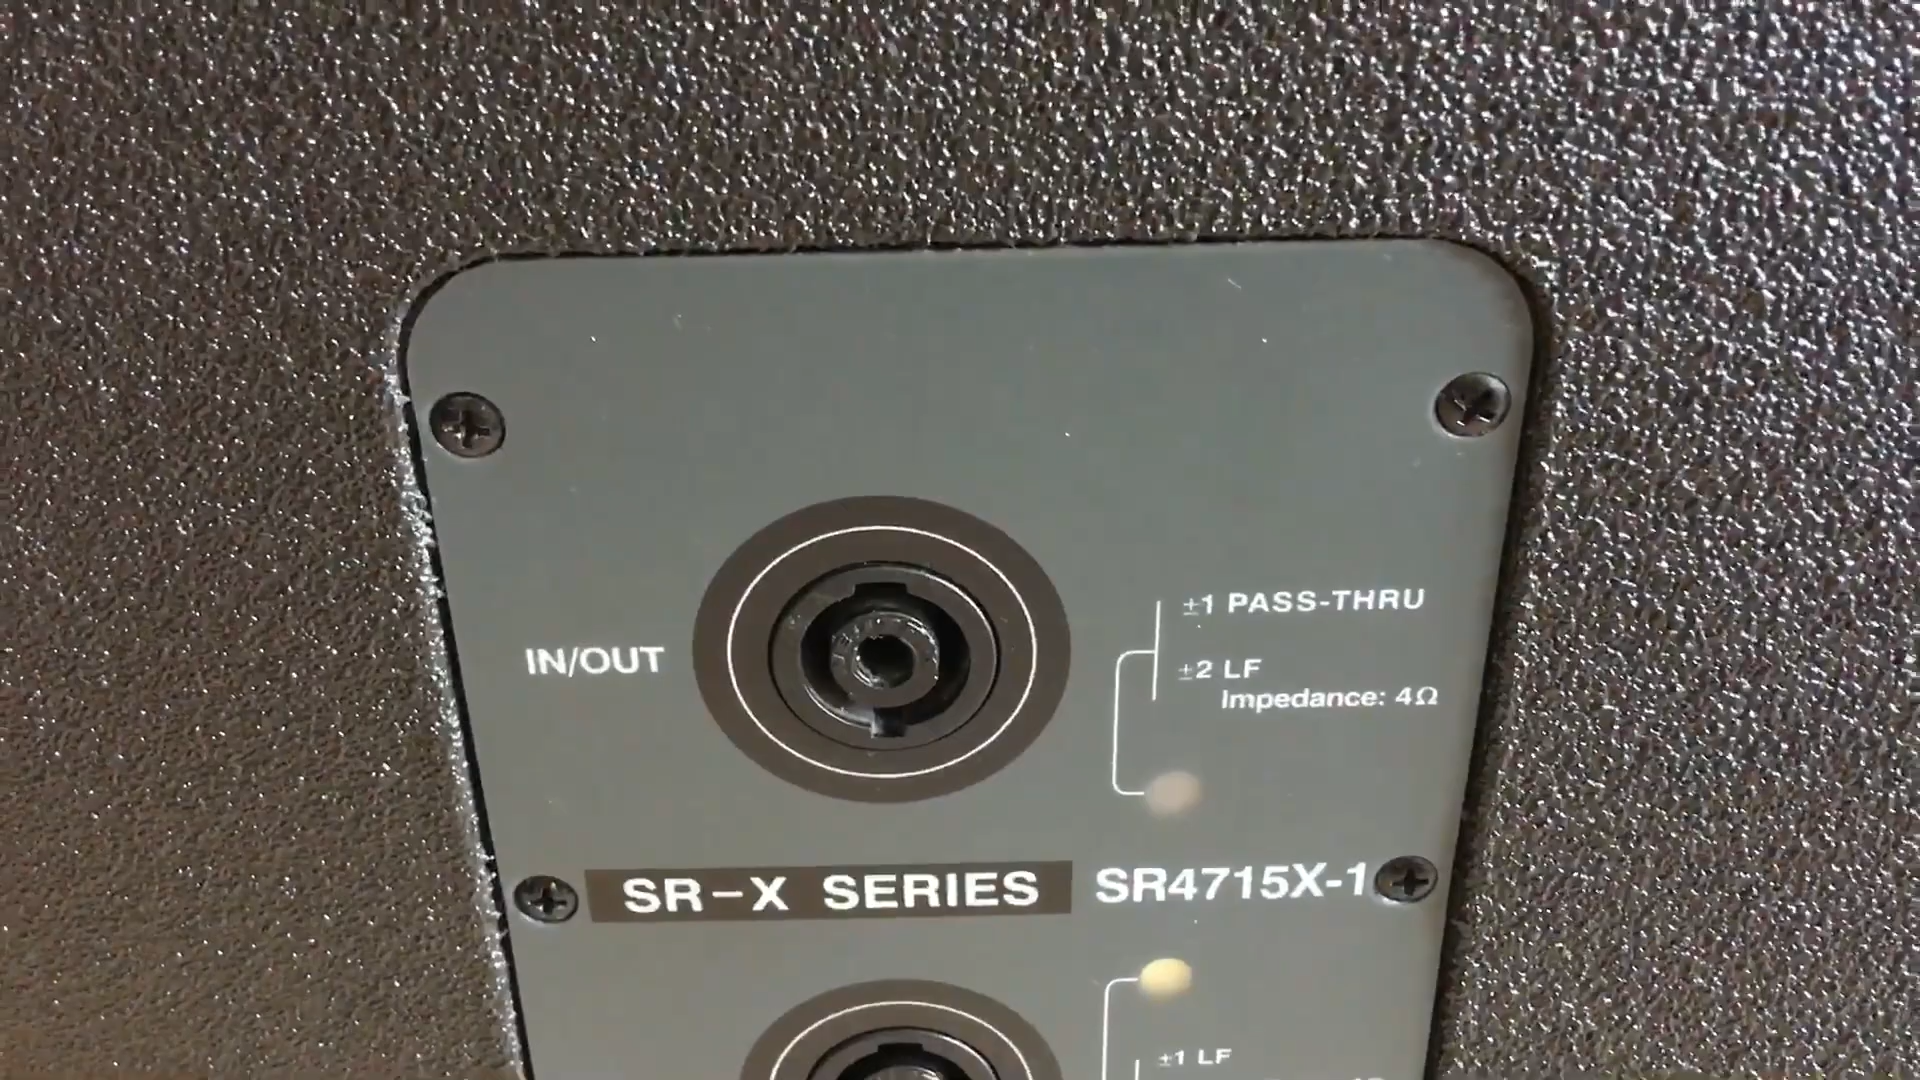 ±1 PASS-THRU
±2 LF
Impedance: 4Ω
IN/OUT
SR-X SERIES SR4715X-1
±1 LF